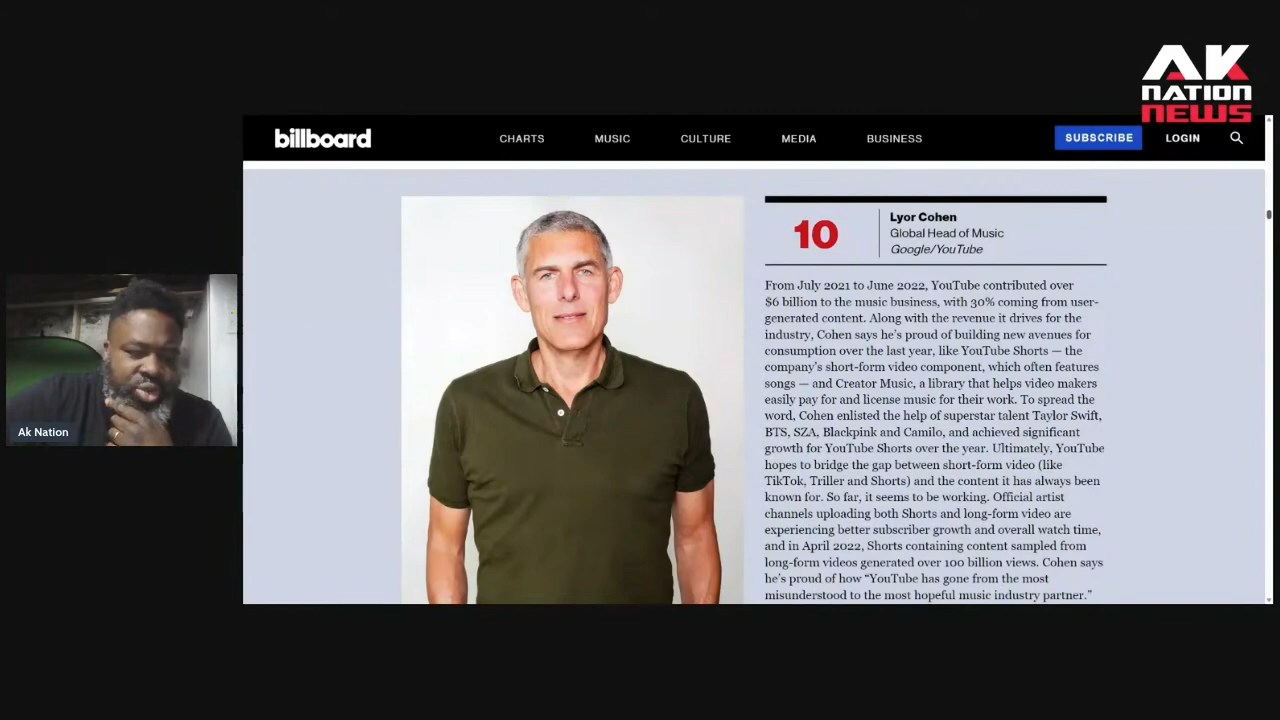 AK
NATION
NEWS
billboard
CHARTS
MUSIC
CULTURE
MEDIA
BUSINESS
SUBSCRIBE
LOGIN
10
Lyor Cohen
Global Head of Music
Google/YouTube
From July 2021 to June 2022, YouTube contributed over
$6 billion to the music business, with 30% coming from user-
generated content. Along with the revenue it drives for the
industry, Cohen says he's proud of building new avenues for
consumption over the last year, like YouTube Shorts — the
company's short-form video component, which often features
songs — and Creator Music, a library that helps video makers
easily pay for and license music for their work. To spread the
word, Cohen enlisted the help of superstar talent Taylor Swift,
BTS, SZA, Blackpink and Camilo, and achieved significant
growth for YouTube Shorts over the year. Ultimately, YouTube
hopes to bridge the gap between short-form video (like
TikTok, Triller and Shorts) and the content it has always been
known for. So far, it seems to be working. Official artist
channels uploading both Shorts and long-form video are
experiencing better subscriber growth and overall watch time,
and in April 2022, Shorts containing content sampled from
long-form videos generated over 100 billion views. Cohen says
he's proud of how “YouTube has gone from the most
misunderstood to the most hopeful music industry partner.”
Ak Nation